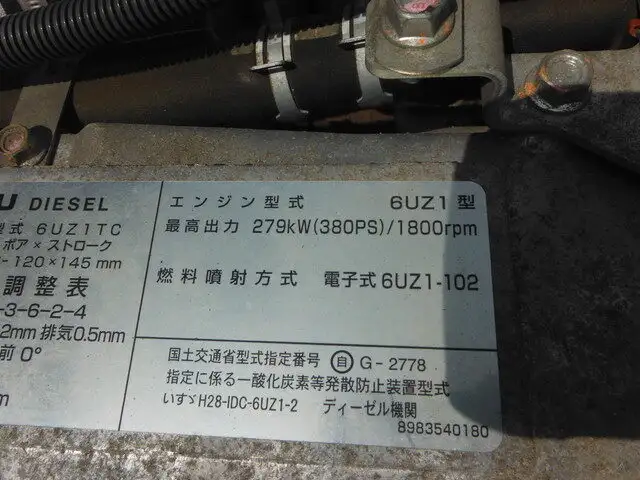 U DIESEL
型式 6UZ1TC
ボア×ストローク
-120×145 mm
調整表
-3-6-2-4
2mm 排気0.5mm
前 0°
m
エンジン型式 6UZ1型
最高出力 279kW(380PS)/1800rpm
燃料噴射方式 電子式6UZ1-102
国土交通省型式指定番号 自 G-2778
指定に係る一酸化炭素等発散防止装置型式
いすゞH28-IDC-6UZ1-2 ディーゼル機関
8983540180